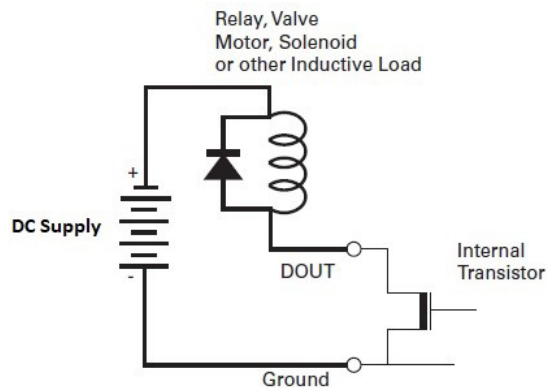 Relay, Valve
Motor, Solenoid
or other Inductive Load
+
DC Supply
-
DOUT
Internal
Transistor
Ground